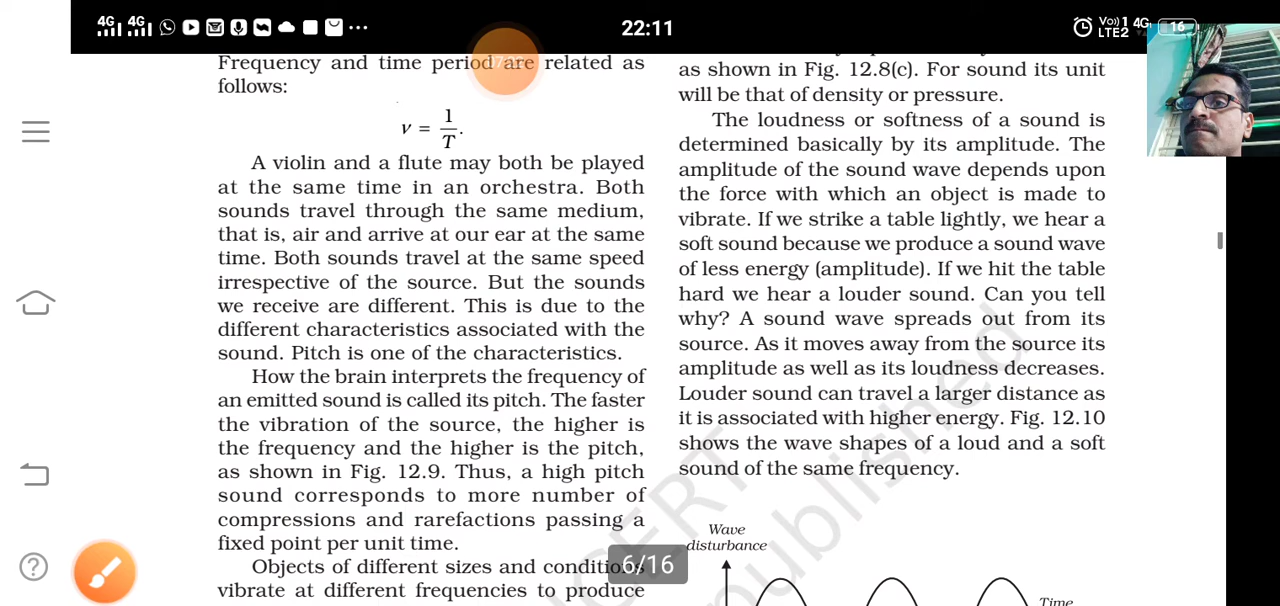 22:11
4G 4G
Vo) 1 4G
LTE2
16
Frequency and time period are related as
follows:
ν = 1/T.
A violin and a flute may both be played
at the same time in an orchestra. Both
sounds travel through the same medium,
that is, air and arrive at our ear at the same
time. Both sounds travel at the same speed
irrespective of the source. But the sounds
we receive are different. This is due to the
different characteristics associated with the
sound. Pitch is one of the characteristics.
How the brain interprets the frequency of
an emitted sound is called its pitch. The faster
the vibration of the source, the higher is
the frequency and the higher is the pitch,
as shown in Fig. 12.9. Thus, a high pitch
sound corresponds to more number of
compressions and rarefactions passing a
fixed point per unit time.
Objects of different sizes and conditions
vibrate at different frequencies to produce
6/16
as shown in Fig. 12.8(c). For sound its unit
will be that of density or pressure.
The loudness or softness of a sound is
determined basically by its amplitude. The
amplitude of the sound wave depends upon
the force with which an object is made to
vibrate. If we strike a table lightly, we hear a
soft sound because we produce a sound wave
of less energy (amplitude). If we hit the table
hard we hear a louder sound. Can you tell
why? A sound wave spreads out from its
source. As it moves away from the source its
amplitude as well as its loudness decreases.
Louder sound can travel a larger distance as
it is associated with higher energy. Fig. 12.10
shows the wave shapes of a loud and a soft
sound of the same frequency.
Wave
disturbance
Time
published